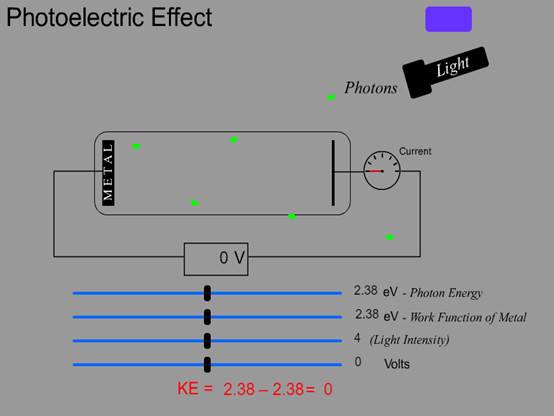 Photoelectric Effect
Light
Photons
Current
METAL
0 V
2.38 eV - Photon Energy
2.38 eV - Work Function of Metal
4 (Light Intensity)
0 Volts
KE = 2.38 – 2.38= 0